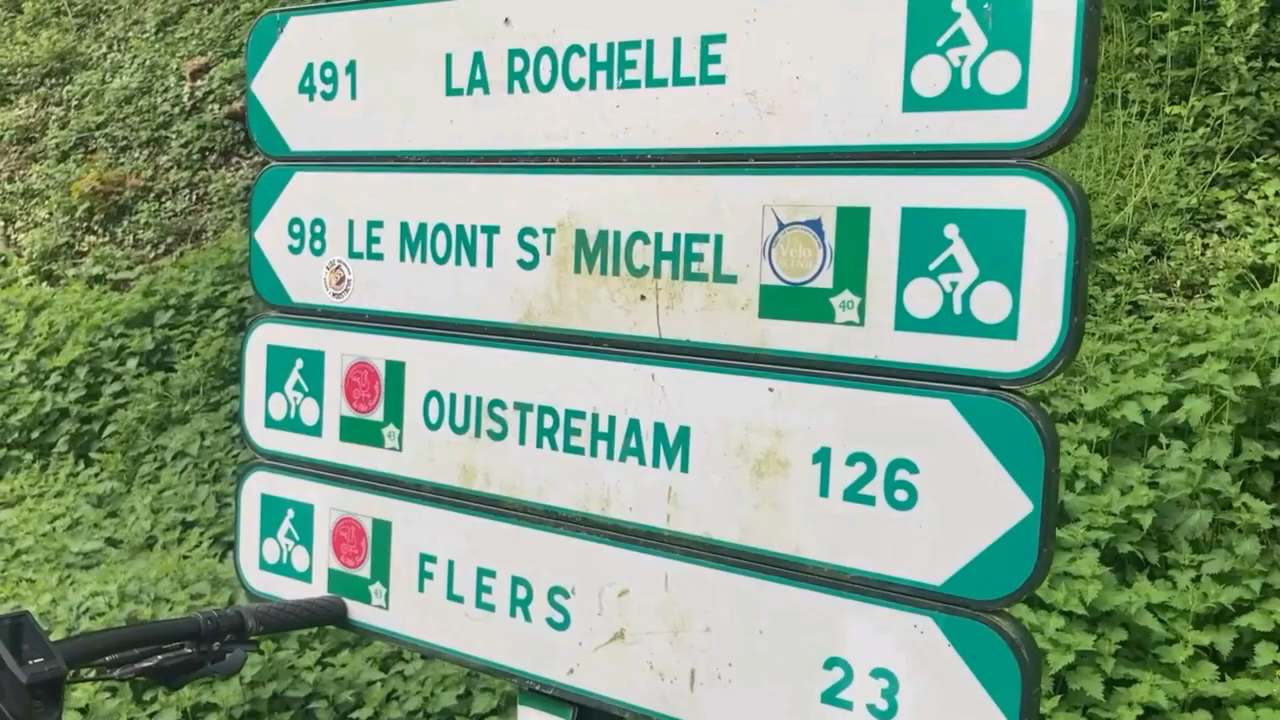 491 LA ROCHELLE
98 LE MONT ST MICHEL
Vélo
40
43 OUISTREHAM 126
43 FLERS 23